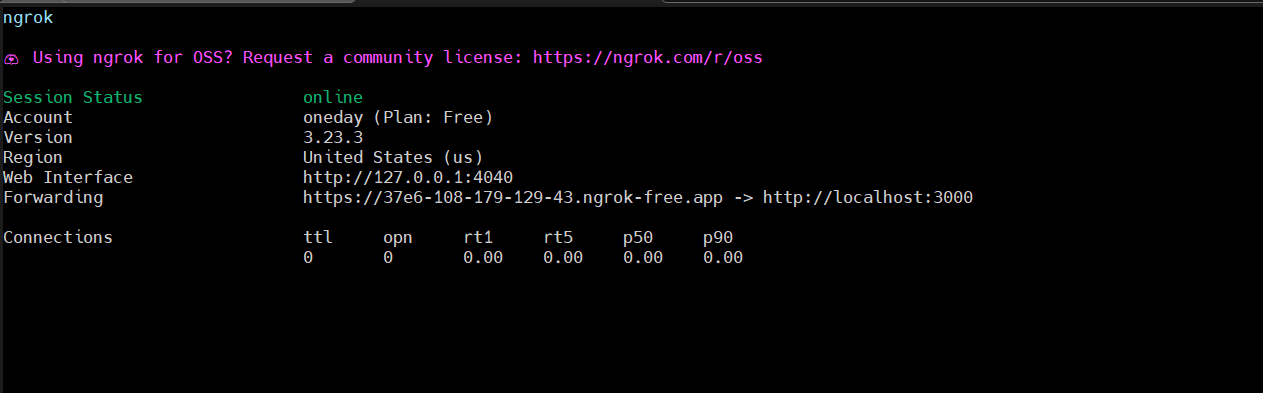 ngrok
Using ngrok for OSS? Request a community license: https://ngrok.com/r/oss
Session Status online
Account oneday (Plan: Free)
Version 3.23.3
Region United States (us)
Web Interface http://127.0.0.1:4040
Forwarding https://37e6-108-179-129-43.ngrok-free.app -> http://localhost:3000
Connections ttl opn rt1 rt5 p50 p90
0 0 0.00 0.00 0.00 0.00